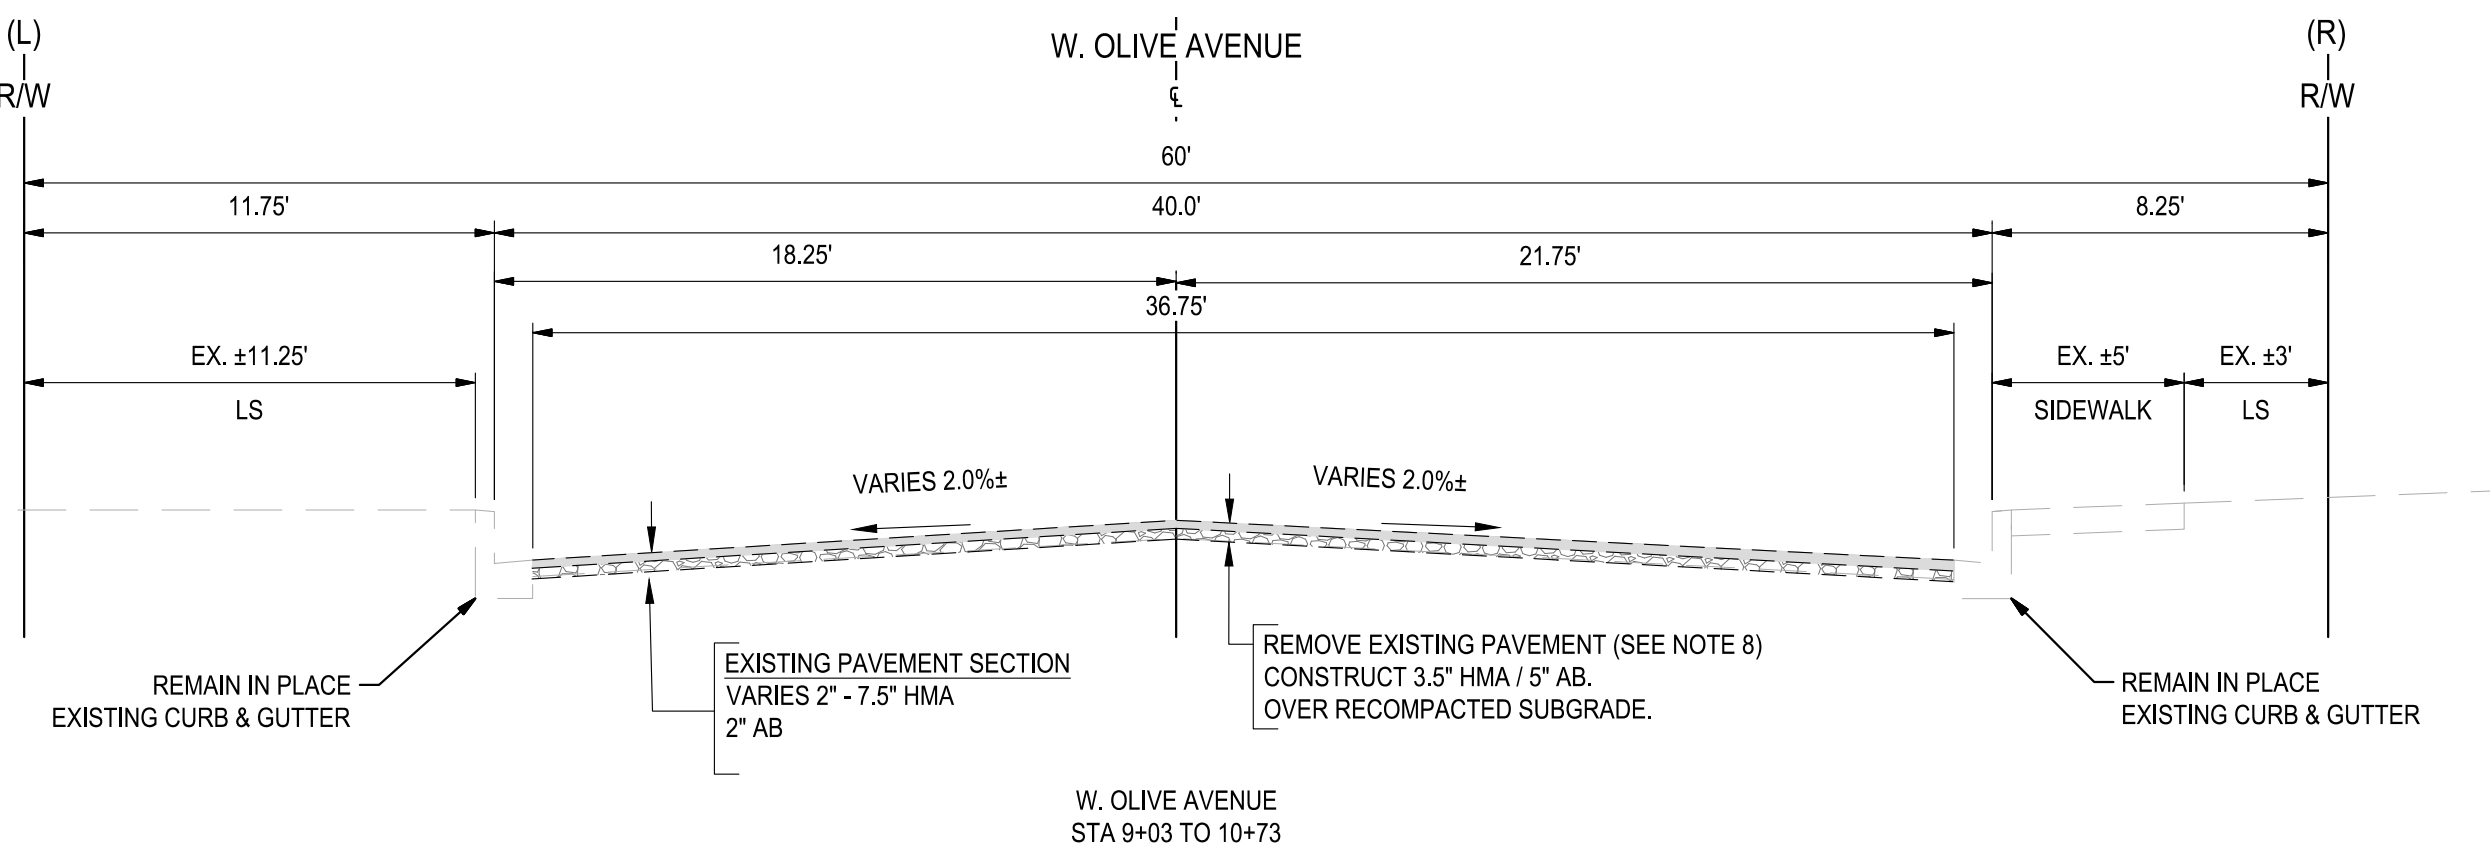 (L)
W. OLIVE AVENUE
(R)
R/W
℄
R/W
60'
11.75'
40.0'
8.25'
18.25'
21.75'
36.75'
EX. ±11.25'
EX. ±5'
EX. ±3'
LS
SIDEWALK
LS
VARIES 2.0%±
VARIES 2.0%±
REMAIN IN PLACE
EXISTING CURB & GUTTER
EXISTING PAVEMENT SECTION
VARIES 2" - 7.5" HMA
2" AB
REMOVE EXISTING PAVEMENT (SEE NOTE 8)
CONSTRUCT 3.5" HMA / 5" AB.
OVER RECOMPACTED SUBGRADE.
REMAIN IN PLACE
EXISTING CURB & GUTTER
W. OLIVE AVENUE
STA 9+03 TO 10+73